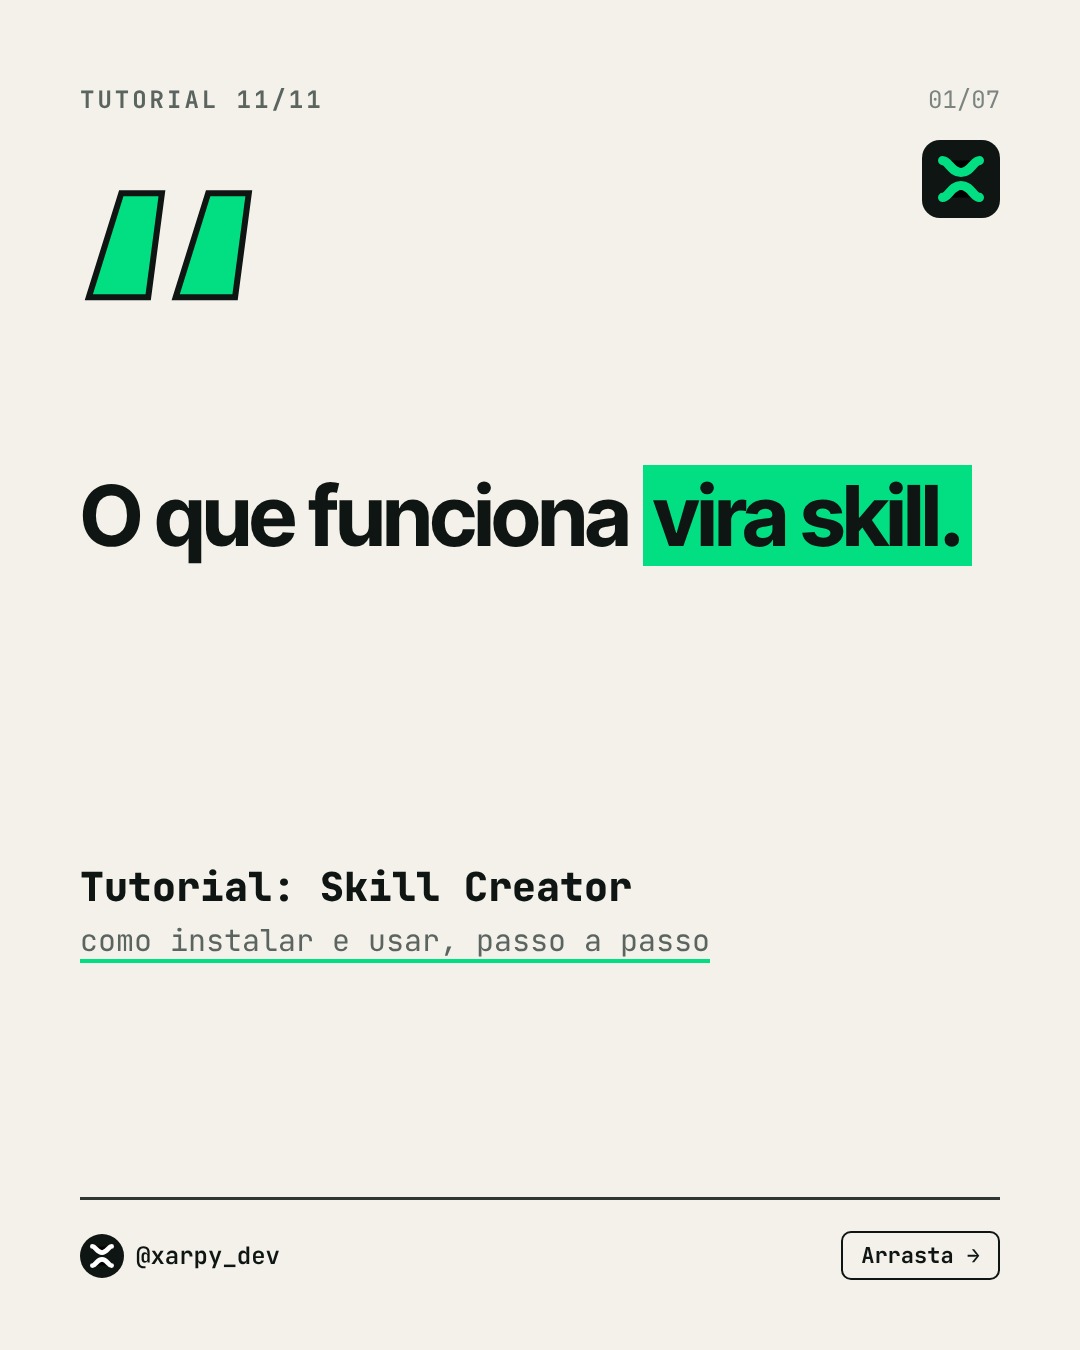 TUTORIAL 11/11
01/07
"
O que funciona vira skill.
Tutorial: Skill Creator
como instalar e usar, passo a passo
@xarpy_dev
Arrasta →